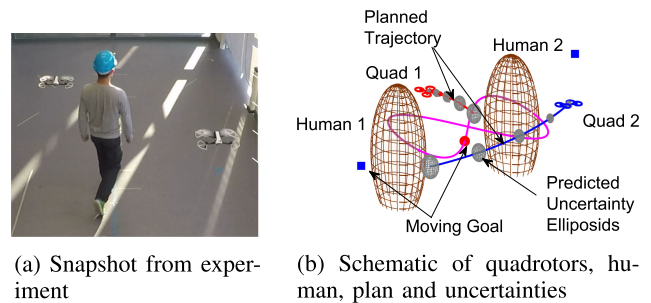 Planned
Trajectory
Human 2
Quad 1
Human 1
Quad 2
Predicted
Uncertainty
Elliposids
Moving Goal
(a) Snapshot from exper-
iment
(b) Schematic of quadrotors, hu-
man, plan and uncertainties